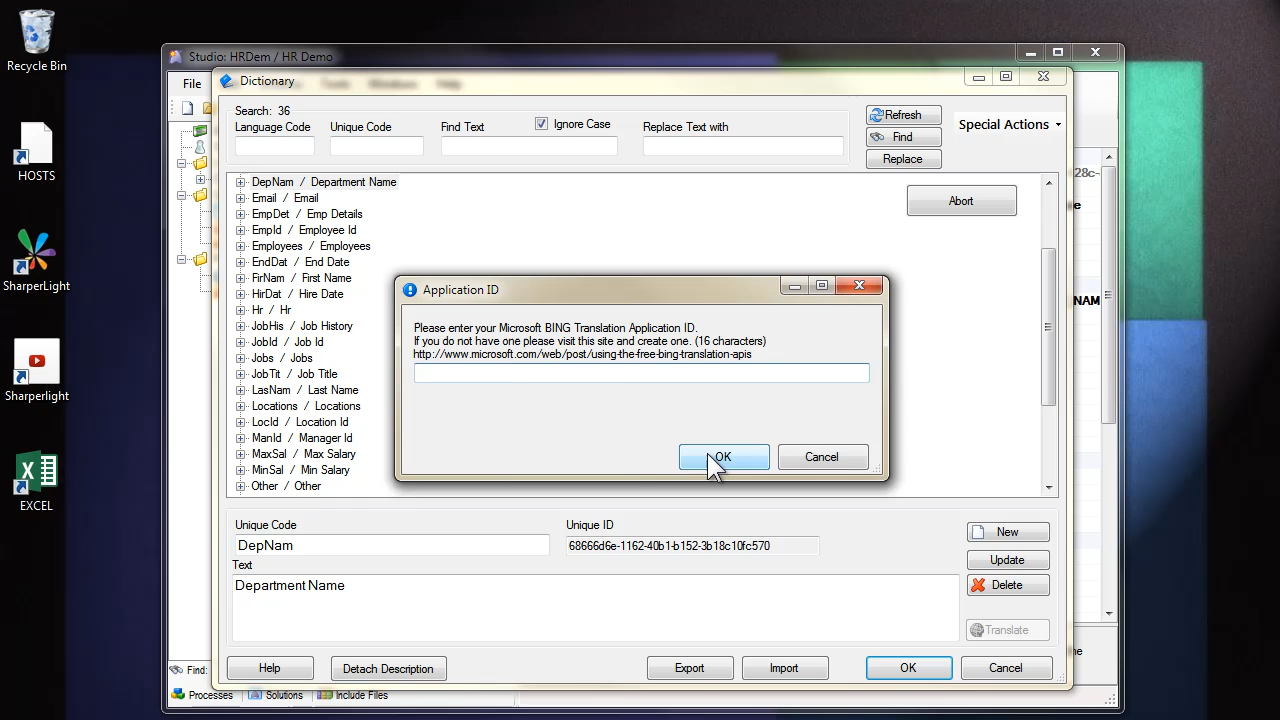 Recycle Bin
HOSTS
SharperLight
Sharperlight
EXCEL
Studio: HRDem / HR Demo
File
Tools
Windows
Help
Dictionary
Search: 36
Language Code
Unique Code
Find Text
Ignore Case
Replace Text with
Refresh
Find
Replace
Special Actions
28c-
e
NAM
DepNam / Department Name
Email / Email
EmpDet / Emp Details
EmpId / Employee Id
Employees / Employees
EndDat / End Date
FirNam / First Name
HirDat / Hire Date
Hr / Hr
JobHis / Job History
JobId / Job Id
Jobs / Jobs
JobTit / Job Title
LasNam / Last Name
Locations / Locations
LocId / Location Id
ManId / Manager Id
MaxSal / Max Salary
MinSal / Min Salary
Other / Other
Abort
Application ID
Please enter your Microsoft BING Translation Application ID.
If you do not have one please visit this site and create one. (16 characters)
http://www.microsoft.com/web/post/using-the-free-bing-translation-apis
OK
Cancel
Unique Code
Unique ID
DepNam
68666d6e-1162-40b1-b152-3b18c10fc570
Text
Department Name
New
Update
Delete
Translate
Help
Detach Description
Export
Import
OK
Cancel
Find:
me
Processes
Solutions
Include Files